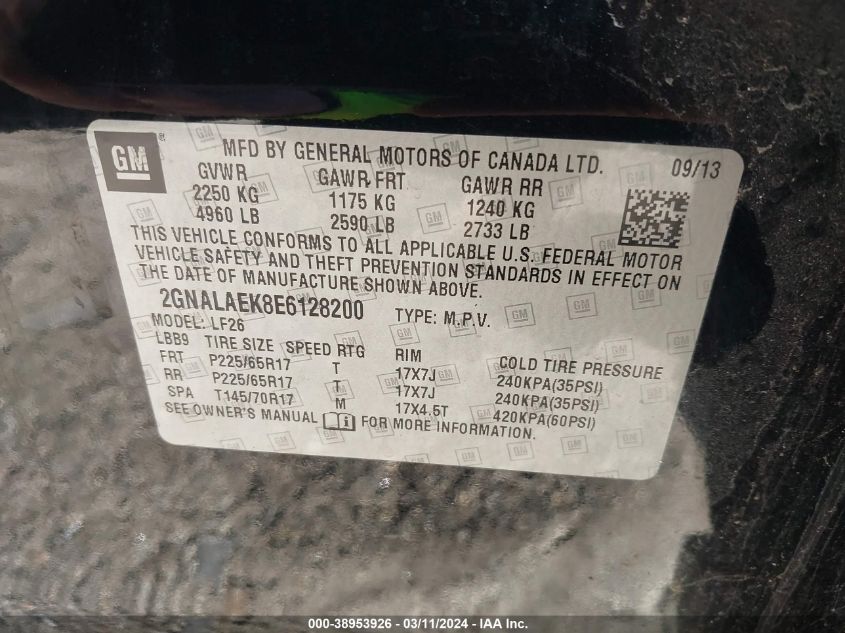 GM
MFD BY GENERAL MOTORS OF CANADA LTD. 09/13
GVWR GAWR FRT GAWR RR
2250 KG 1175 KG 1240 KG
4960 LB 2590 LB 2733 LB
THIS VEHICLE CONFORMS TO ALL APPLICABLE U.S. FEDERAL MOTOR
VEHICLE SAFETY AND THEFT PREVENTION STANDARDS IN EFFECT ON
THE DATE OF MANUFACTURE SHOWN ABOVE.
2GNALAEK8E6128200 TYPE: M.P.V.
MODEL: LF26
LBB9 TIRE SIZE SPEED RTG RIM COLD TIRE PRESSURE
FRT P225/65R17 T 17X7J 240KPA(35PSI)
RR P225/65R17 T 17X7J 240KPA(35PSI)
SPA T145/70R17 M 17X4.5T 420KPA(60PSI)
SEE OWNER'S MANUAL FOR MORE INFORMATION.
000-38953926 - 03/11/2024 - IAA Inc.